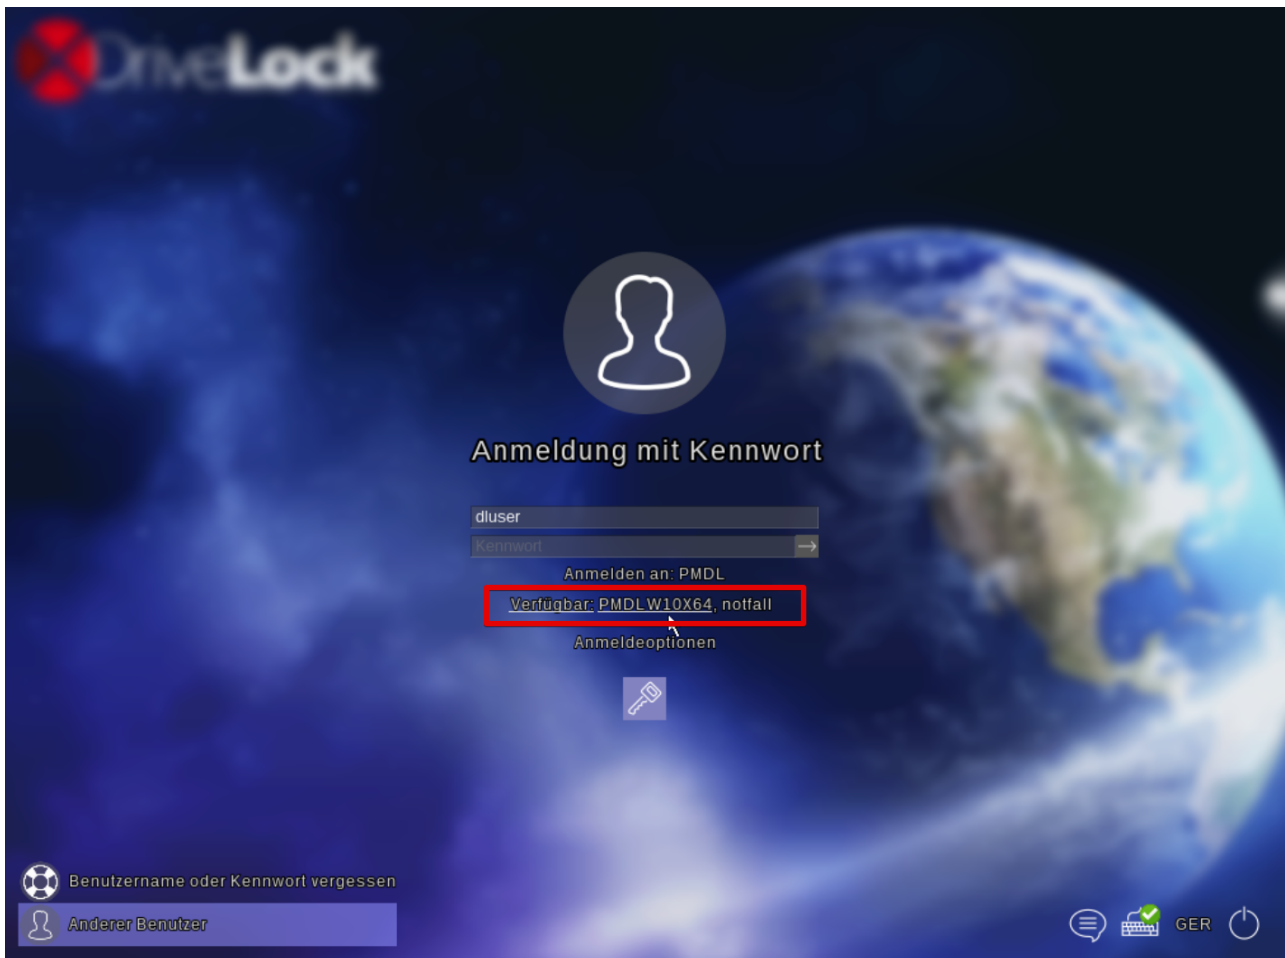 DriveLock
Anmeldung mit Kennwort
dluser
Kennwort
Anmelden an: PMDL
Verfügbar: PMDLW10X64, notfall
Anmeldeoptionen
Benutzername oder Kennwort vergessen
Anderer Benutzer
GER